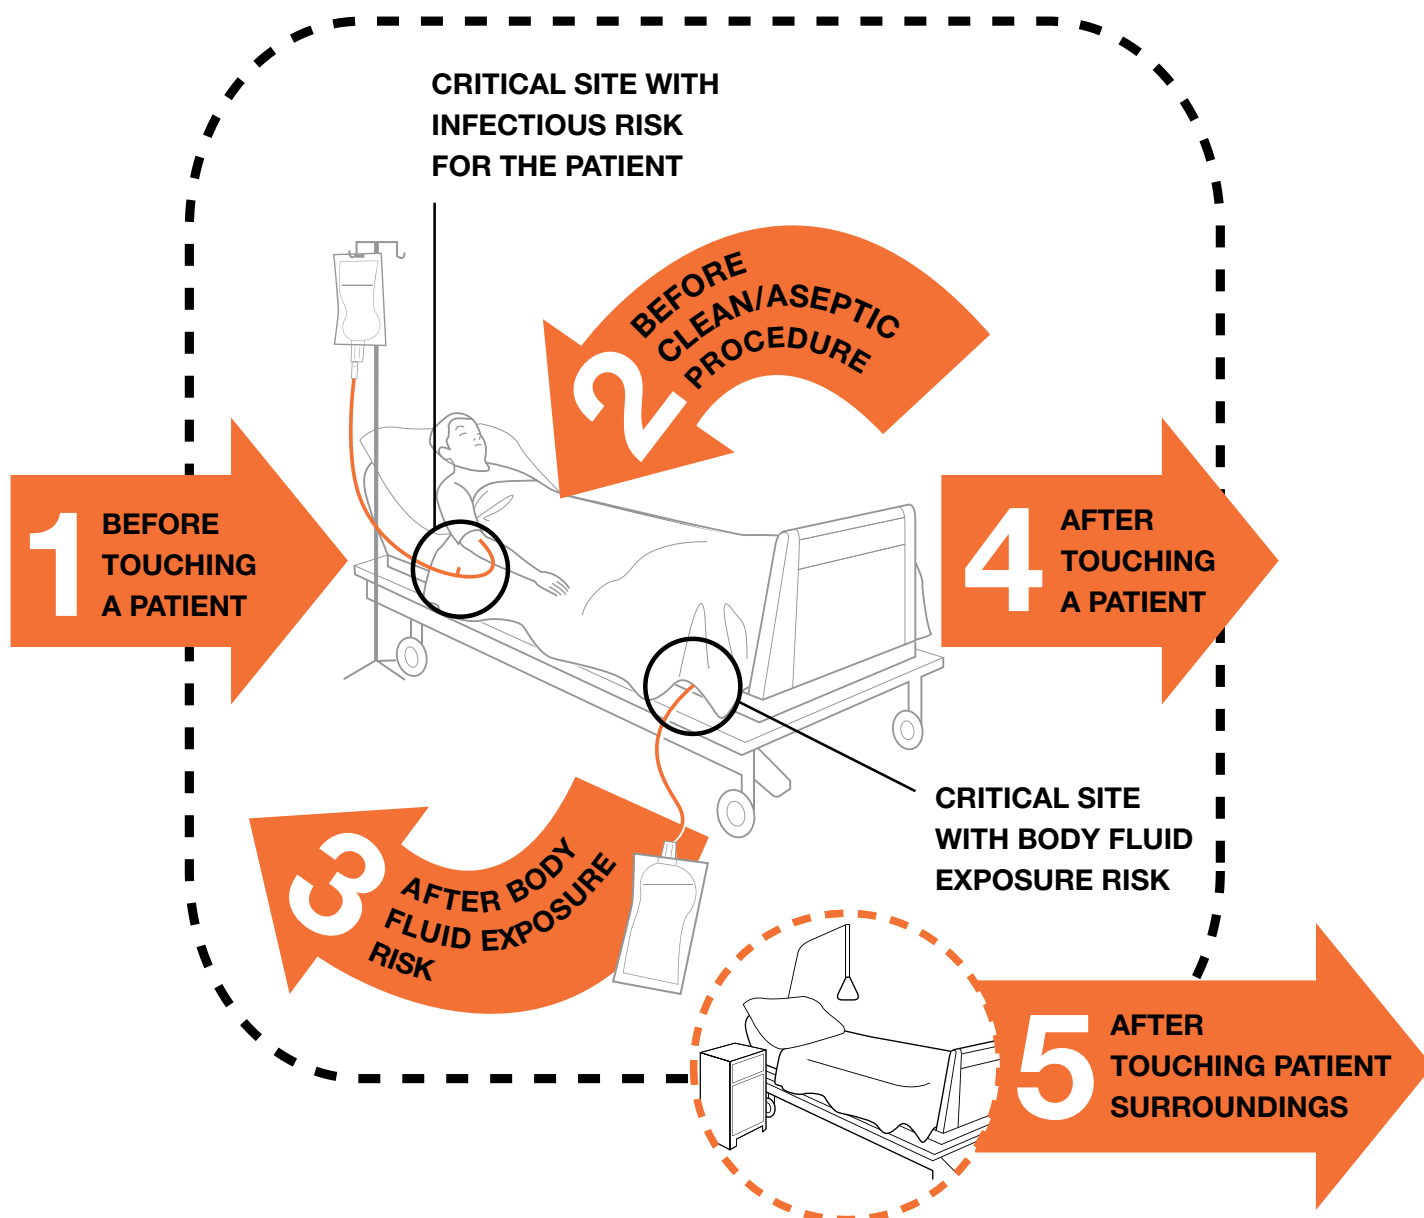 CRITICAL SITE WITH
INFECTIOUS RISK
FOR THE PATIENT
2
BEFORE
CLEAN/ASEPTIC
PROCEDURE
1
BEFORE
TOUCHING
A PATIENT
4
AFTER
TOUCHING
A PATIENT
CRITICAL SITE
WITH BODY FLUID
EXPOSURE RISK
3
AFTER BODY
FLUID EXPOSURE
RISK
5
AFTER
TOUCHING PATIENT
SURROUNDINGS